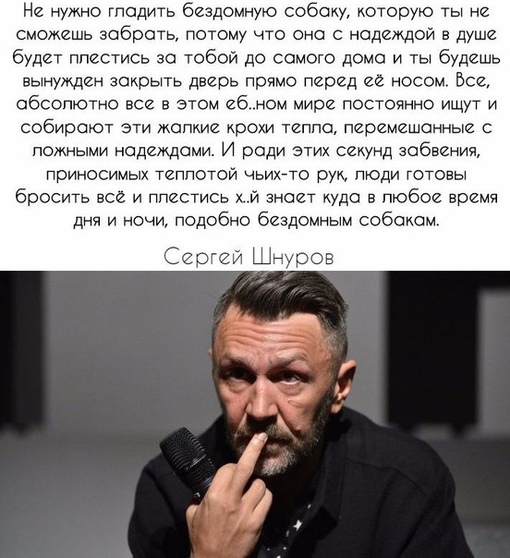 Не нужно гладить бездомную собаку, которую ты не
сможешь забрать, потому что она с надеждой в душе
будет плестись за тобой до самого дома и ты будешь
вынужден закрыть дверь прямо перед её носом. Все,
абсолютно все в этом еб..ном мире постоянно ищут и
собирают эти жалкие крохи тепла, перемешанные с
ложными надеждами. И ради этих секунд забвения,
приносимых теплотой чьих-то рук, люди готовы
бросить всё и плестись х..й знает куда в любое время
дня и ночи, подобно бездомным собакам.
Сергей Шнуров